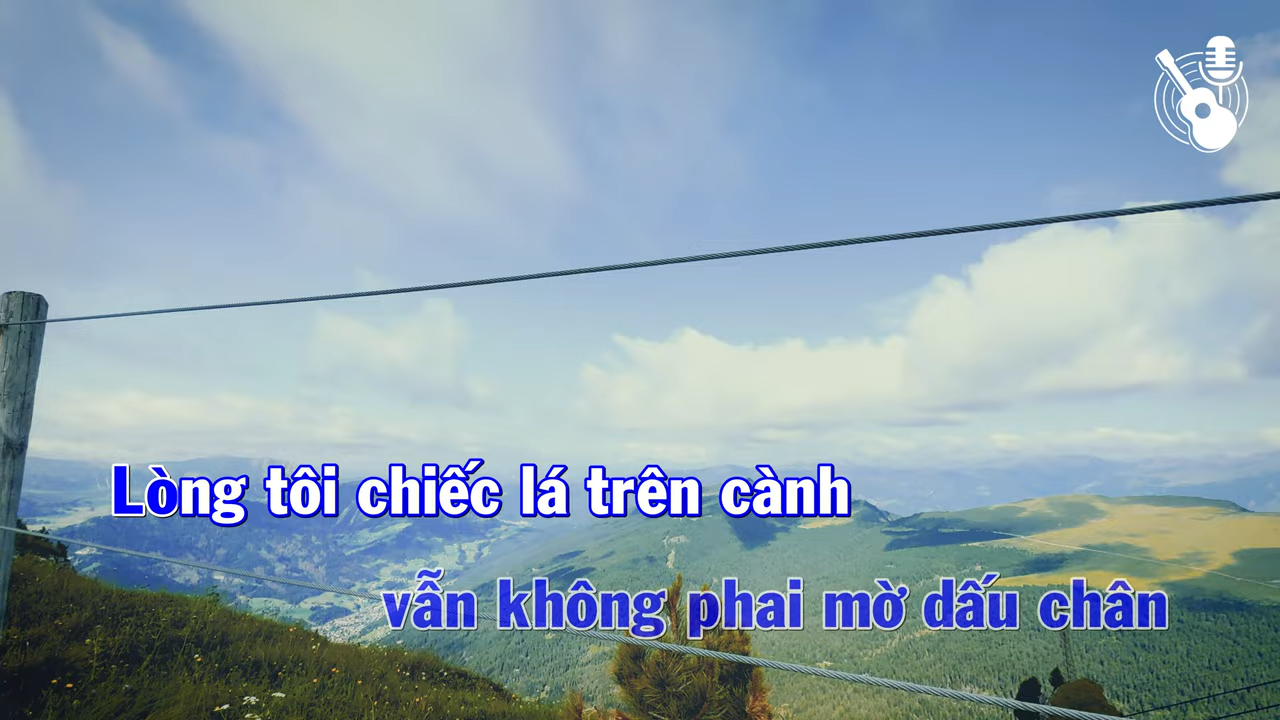 Lòng tôi chiếc lá trên cành
vẫn không phai mờ dấu chân